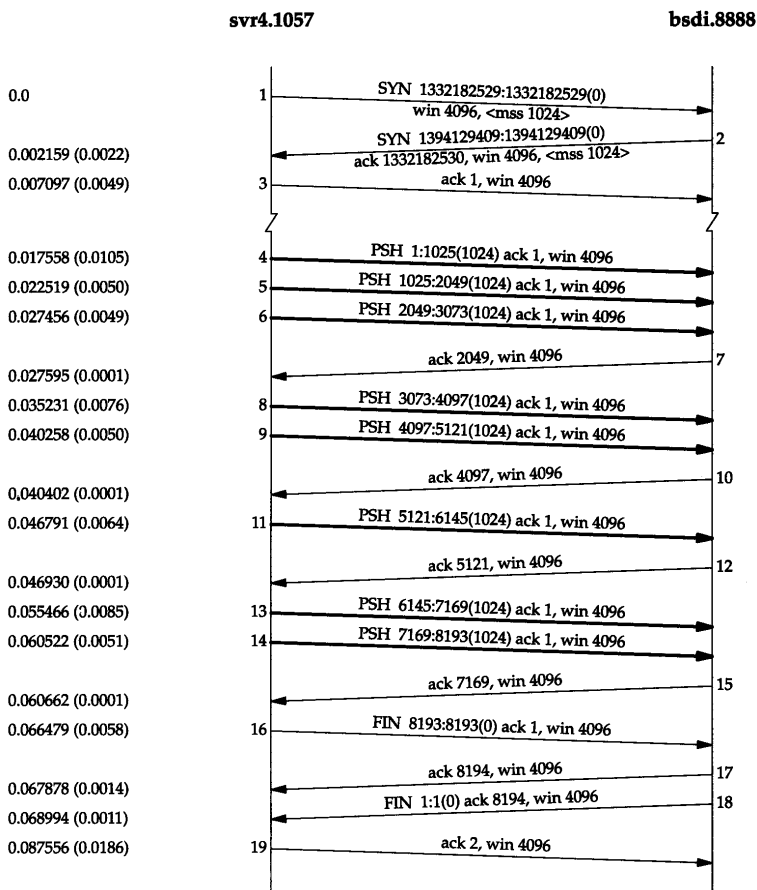 svr4.1057 bsdi.8888
0.0 1 SYN 1332182529:1332182529(0)
win 4096, <mss 1024>
SYN 1394129409:1394129409(0) 2
0.002159 (0.0022) ack 1332182530, win 4096, <mss 1024>
0.007097 (0.0049) 3 ack 1, win 4096
0.017558 (0.0105) 4 PSH 1:1025(1024) ack 1, win 4096
0.022519 (0.0050) 5 PSH 1025:2049(1024) ack 1, win 4096
0.027456 (0.0049) 6 PSH 2049:3073(1024) ack 1, win 4096
ack 2049, win 4096 7
0.027595 (0.0001)
0.035231 (0.0076) 8 PSH 3073:4097(1024) ack 1, win 4096
0.040258 (0.0050) 9 PSH 4097:5121(1024) ack 1, win 4096
ack 4097, win 4096 10
0.040402 (0.0001)
0.046791 (0.0064) 11 PSH 5121:6145(1024) ack 1, win 4096
ack 5121, win 4096 12
0.046930 (0.0001)
0.055466 (0.0085) 13 PSH 6145:7169(1024) ack 1, win 4096
0.060522 (0.0051) 14 PSH 7169:8193(1024) ack 1, win 4096
ack 7169, win 4096 15
0.060662 (0.0001)
0.066479 (0.0058) 16 FIN 8193:8193(0) ack 1, win 4096
ack 8194, win 4096 17
0.067878 (0.0014)
FIN 1:1(0) ack 8194, win 4096 18
0.068994 (0.0011)
0.087556 (0.0186) 19 ack 2, win 4096